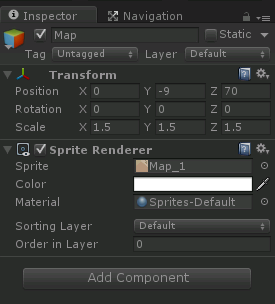 Inspector Navigation
Map Static
Tag Untagged Layer Default
Transform
Position X 0 Y -9 Z 70
Rotation X 0 Y 0 Z 0
Scale X 1.5 Y 1.5 Z 1.5
Sprite Renderer
Sprite Map_1
Color
Material Sprites-Default
Sorting Layer Default
Order in Layer 0
Add Component